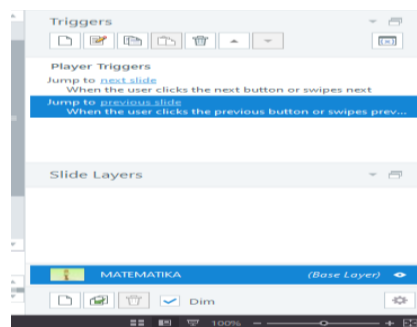 Triggers
Player Triggers
Jump to next slide
When the user clicks the next button or swipes next
Jump to previous slide
When the user clicks the previous button or swipes prev...
Slide Layers
MATEMATIKA (Base Layer)
Dim
100%